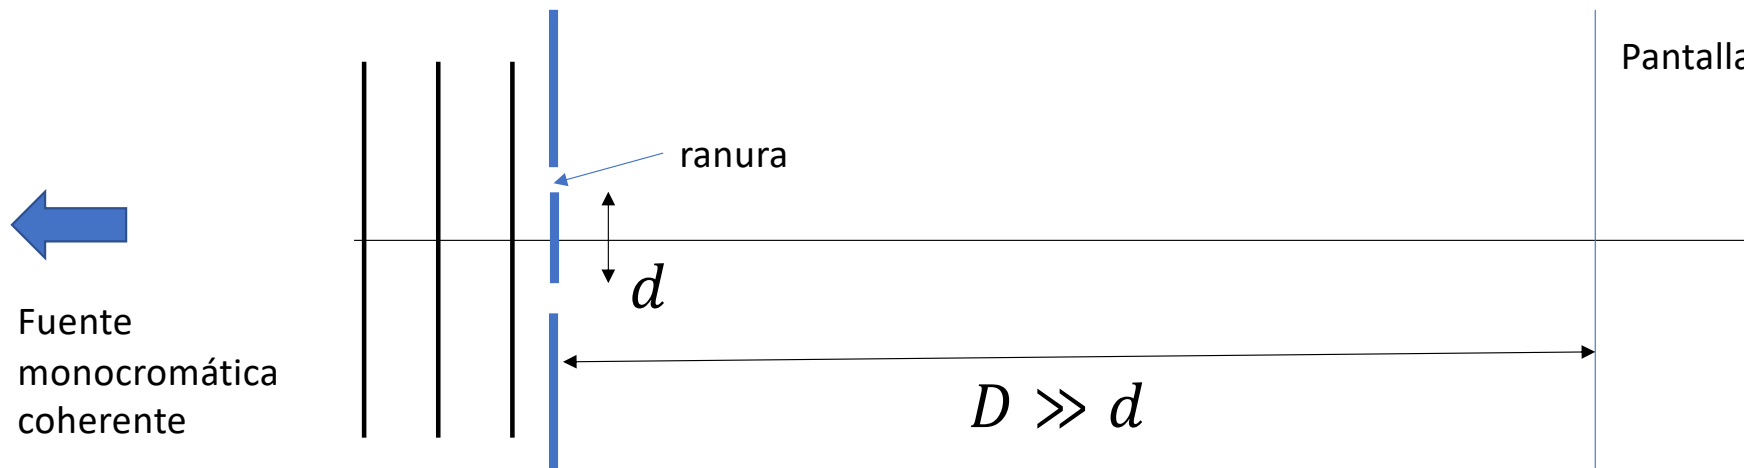 Pantalla
ranura
d
Fuente
monocromática
coherente
D ≫ d